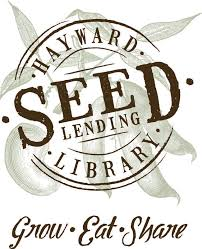 · HAYWARD ·
· SEED ·
LENDING
LIBRARY
Grow · Eat · Share